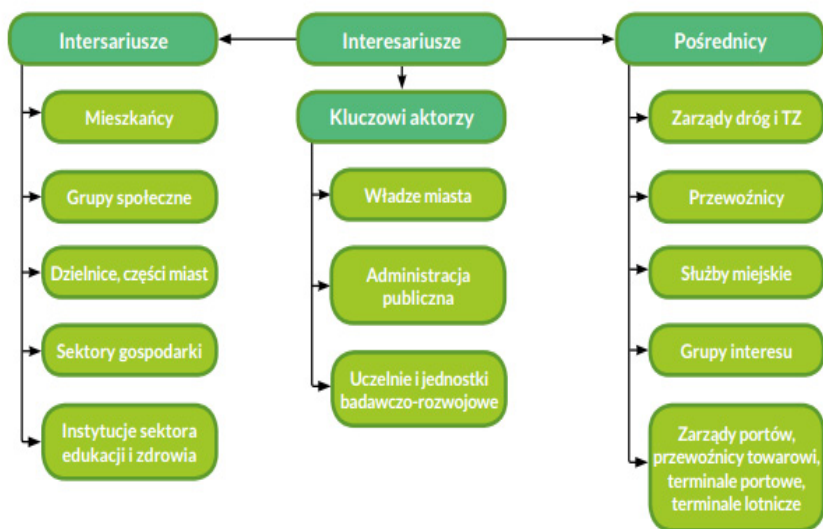 Intersariusze
Interesariusze
Pośrednicy
Mieszkańcy
Grupy społeczne
Dzielnice, części miast
Sektory gospodarki
Instytucje sektora
edukacji i zdrowia
Kluczowi aktorzy
Władze miasta
Administracja
publiczna
Uczelnie i jednostki
badawczo-rozwojowe
Zarządy dróg i TZ
Przewoźnicy
Służby miejskie
Grupy interesu
Zarządy portów,
przewoźnicy towarowi,
terminale portowe,
terminale lotnicze